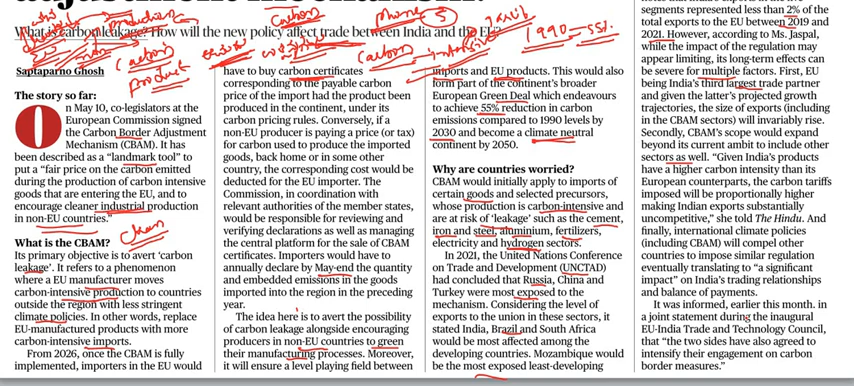 adjustment mechanism?
What is carbon leakage? How will the new policy affect trade between India and the EU?
Saptaparno Ghosh
The story so far:
On May 10, co-legislators at the
European Commission signed
the Carbon Border Adjustment
Mechanism (CBAM). It has
been described as a “landmark tool” to
put a “fair price on the carbon emitted
during the production of carbon intensive
goods that are entering the EU, and to
encourage cleaner industrial production
in non-EU countries.”
What is the CBAM?
Its primary objective is to avert ‘carbon
leakage’. It refers to a phenomenon
where a EU manufacturer moves
carbon-intensive production to countries
outside the region with less stringent
climate policies. In other words, replace
EU-manufactured products with more
carbon-intensive imports.
From 2026, once the CBAM is fully
implemented, importers in the EU would
have to buy carbon certificates
corresponding to the payable carbon
price of the import had the product been
produced in the continent, under its
carbon pricing rules. Conversely, if a
non-EU producer is paying a price (or tax)
for carbon used to produce the imported
goods, back home or in some other
country, the corresponding cost would be
deducted for the EU importer. The
Commission, in coordination with
relevant authorities of the member states,
would be responsible for reviewing and
verifying declarations as well as managing
the central platform for the sale of CBAM
certificates. Importers would have to
annually declare by May-end the quantity
and embedded emissions in the goods
imported into the region in the preceding
year.
The idea here is to avert the possibility
of carbon leakage alongside encouraging
producers in non-EU countries to green
their manufacturing processes. Moreover,
it will ensure a level playing field between
imports and EU products. This would also
form part of the continent’s broader
European Green Deal which endeavours
to achieve 55% reduction in carbon
emissions compared to 1990 levels by
2030 and become a climate neutral
continent by 2050.
Why are countries worried?
CBAM would initially apply to imports of
certain goods and selected precursors,
whose production is carbon-intensive and
are at risk of ‘leakage’ such as the cement,
iron and steel, aluminium, fertilizers,
electricity and hydrogen sectors.
In 2021, the United Nations Conference
on Trade and Development (UNCTAD)
had concluded that Russia, China and
Turkey were most exposed to the
mechanism. Considering the level of
exports to the union in these sectors, it
stated India, Brazil and South Africa
would be most affected among the
developing countries. Mozambique would
be the most exposed least-developing
segments represented less than 2% of the
total exports to the EU between 2019 and
2021. However, according to Ms. Jaspal,
while the impact of the regulation may
appear limiting, its long-term effects can
be severe for multiple factors. First, EU
being India’s third largest trade partner
and given the latter’s projected growth
trajectories, the size of exports (including
in the CBAM sectors) will invariably rise.
Secondly, CBAM’s scope would expand
beyond its current ambit to include other
sectors as well. “Given India’s products
have a higher carbon intensity than its
European counterparts, the carbon tariffs
imposed will be proportionally higher
making Indian exports substantially
uncompetitive,” she told The Hindu. And
finally, international climate policies
(including CBAM) will compel other
countries to impose similar regulation
eventually translating to “a significant
impact” on India’s trading relationships
and balance of payments.
It was informed, earlier this month. in
a joint statement during the inaugural
EU-India Trade and Technology Council,
that “the two sides have also agreed to
intensify their engagement on carbon
border measures.”
production
Carbon
5
1990 – 55%
Carbon
product
Carbon